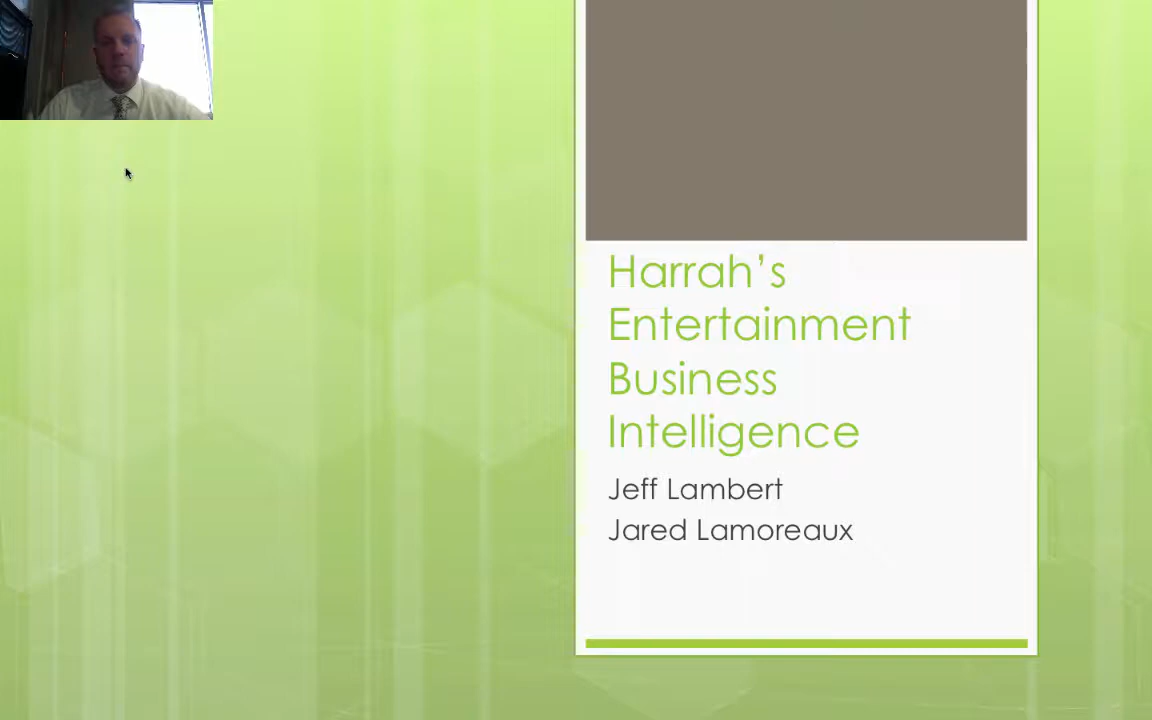 Harrah’s
Entertainment
Business
Intelligence
Jeff Lambert
Jared Lamoreaux